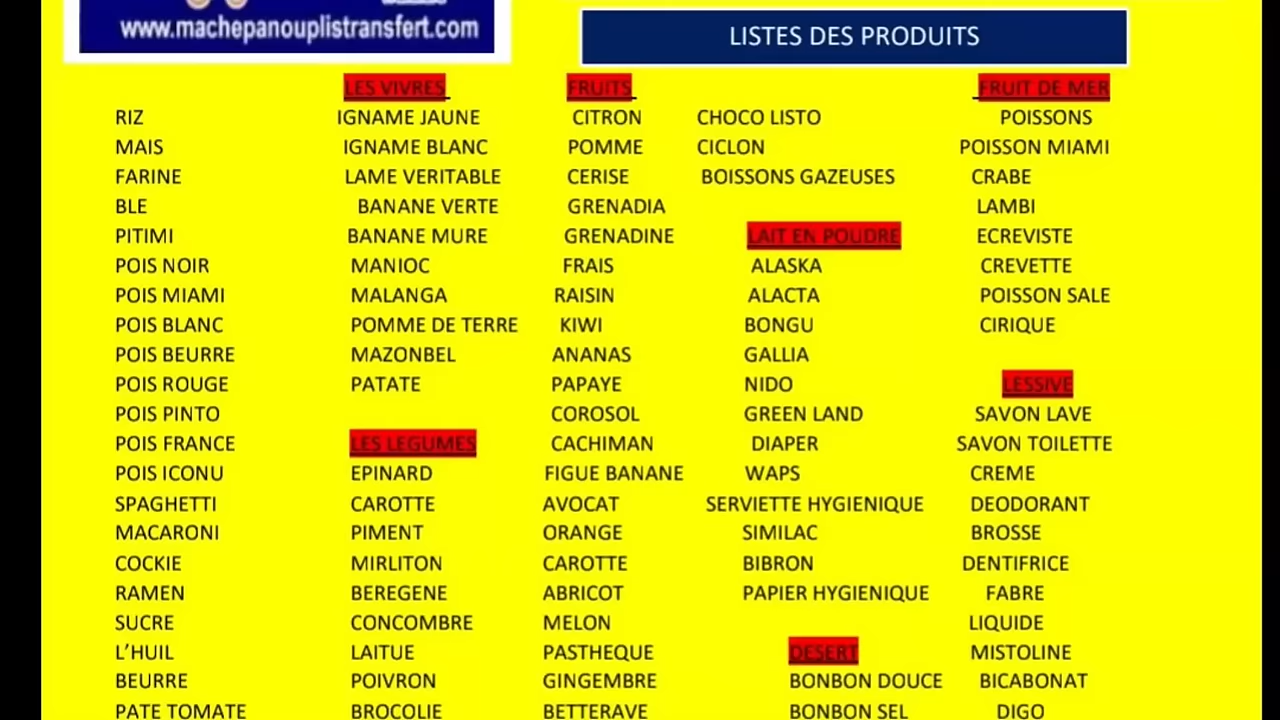 www.machepanouplistransfert.com
LISTES DES PRODUITS
RIZ
MAIS
FARINE
BLE
PITIMI
POIS NOIR
POIS MIAMI
POIS BLANC
POIS BEURRE
POIS ROUGE
POIS PINTO
POIS FRANCE
POIS ICONU
SPAGHETTI
MACARONI
COCKIE
RAMEN
SUCRE
L’HUIL
BEURRE
PATE TOMATE
LES VIVRES
IGNAME JAUNE
IGNAME BLANC
LAME VERITABLE
BANANE VERTE
BANANE MURE
MANIOC
MALANGA
POMME DE TERRE
MAZONBEL
PATATE
LES LEGUMES
EPINARD
CAROTTE
PIMENT
MIRLITON
BEREGENE
CONCOMBRE
LAITUE
POIVRON
BROCOLIE
FRUITS
CITRON
POMME
CERISE
GRENADIA
GRENADINE
FRAIS
RAISIN
KIWI
ANANAS
PAPAYE
COROSOL
CACHIMAN
FIGUE BANANE
AVOCAT
ORANGE
CAROTTE
ABRICOT
MELON
PASTHEQUE
GINGEMBRE
BETTERAVE
CHOCO LISTO
CICLON
BOISSONS GAZEUSES
LAIT EN POUDRE
ALASKA
ALACTA
BONGU
GALLIA
NIDO
GREEN LAND
DIAPER
WAPS
SERVIETTE HYGIENIQUE
SIMILAC
BIBRON
PAPIER HYGIENIQUE
DESERT
BONBON DOUCE
BONBON SEL
FRUIT DE MER
POISSONS
POISSON MIAMI
CRABE
LAMBI
ECREVISTE
CREVETTE
POISSON SALE
CIRIQUE
LESSIVE
SAVON LAVE
SAVON TOILETTE
CREME
DEODORANT
BROSSE
DENTIFRICE
FABRE
LIQUIDE
MISTOLINE
BICABONAT
DIGO